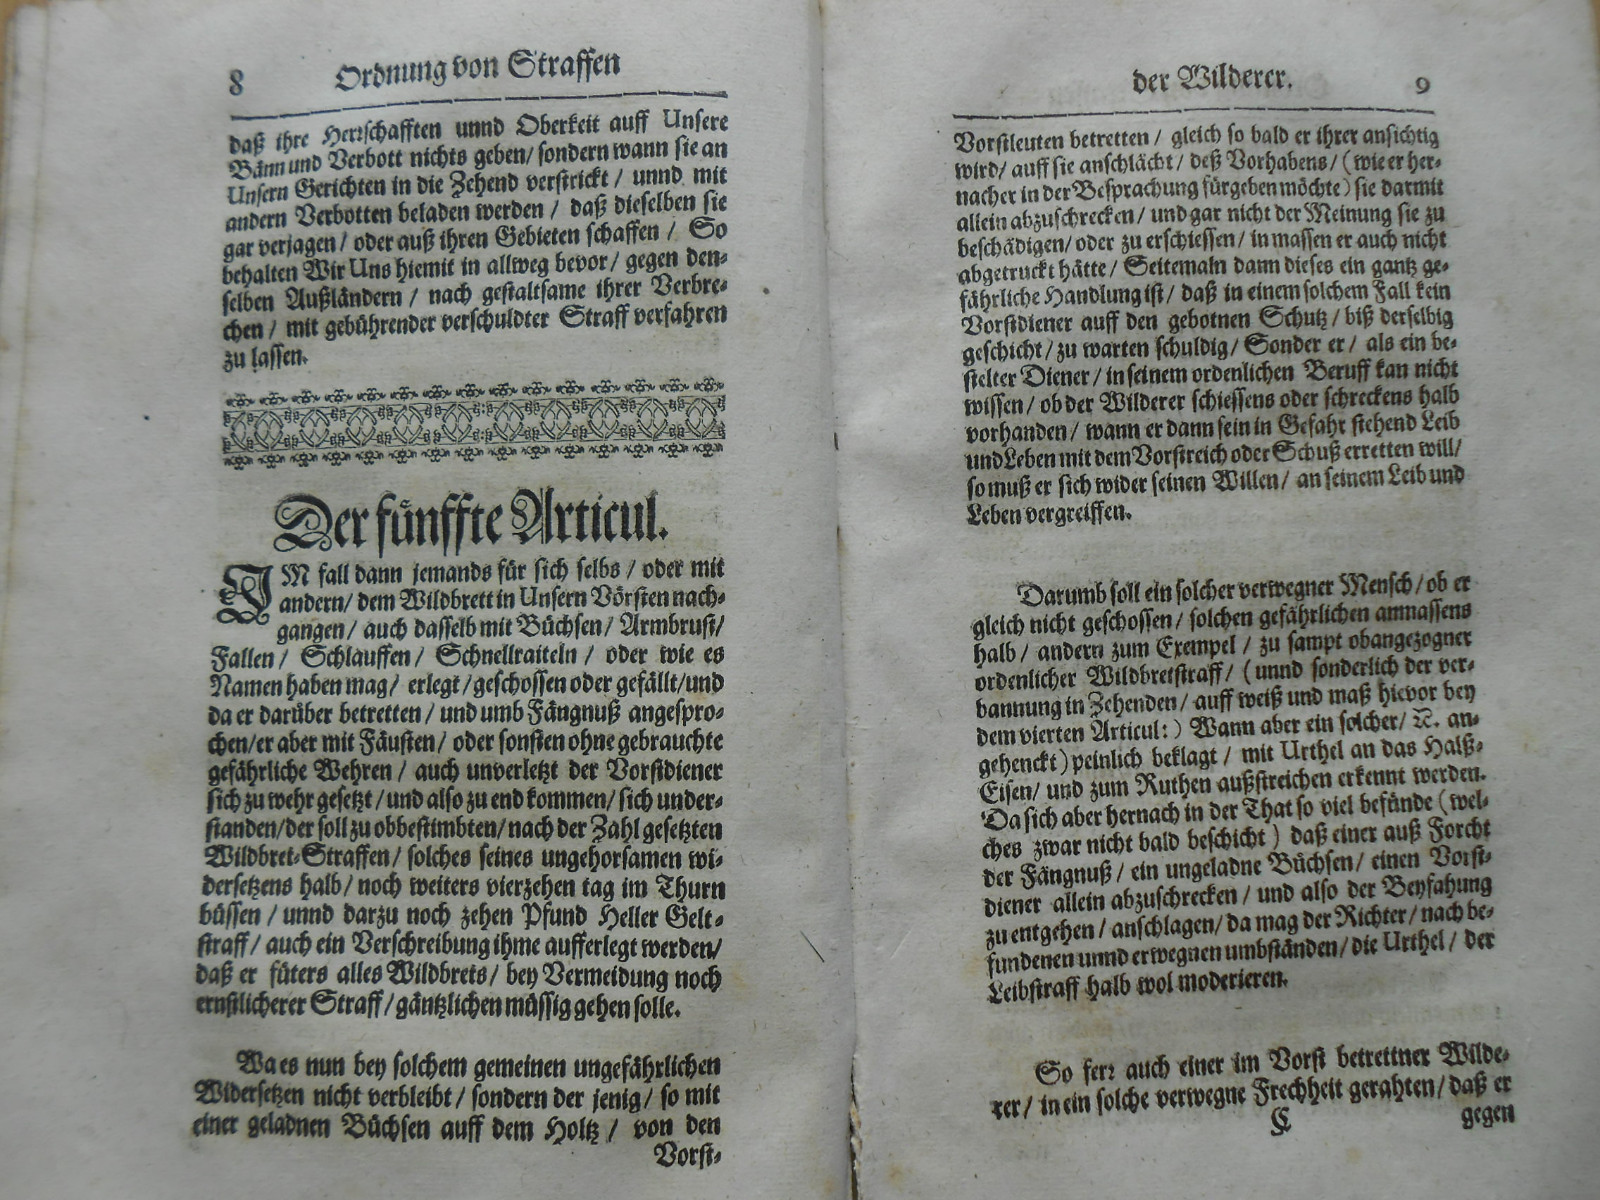 8 Ordnung von Straffen
daß ihre Herrschafften unnd Oberkeit auff Unsere
Bänn und Verbott nichts geben/ sondern wann sie an
Unsern Gerichten in die Zehend verstrickt / unnd mit
andern Verbotten beladen werden / daß dieselben sie
gar verjagen / oder auß ihren Gebieten schaffen / So
behalten Wir Uns hiemit in allweg bevor / gegen den-
selben Außländern / nach gestaltsame ihrer Verbre-
chen / mit gebührender verschuldter Straff verfahren
zu lassen.
Der fünffte Articul.
IM fall dann jemands für sich selbs / oder mit
andern/ dem Wildbrett in Unsern Vörsten nach-
gangen / auch dasselb mit Büchsen / Armbrust/
Fallen / Schlauffen / Schnellraiteln / oder wie es
Namen haben mag/ erlegt / geschossen oder gefällt/und
da er darüber betretten / und umb Fängnuß angespro-
chen/er aber mit Fäusten / oder sonsten ohne gebrauchte
gefährliche Wehren / auch unverletzt der Vorstdiener
sich zu wehr gesetzt / und also zu end kommen/ sich under-
standen/der soll zu obbestimbten/ nach der Zahl gesetzten
Wildbret-Straffen / solches seines ungehorsamen wi-
dersetzens halb/ noch weiters vierzehen tag im Thurn
büssen / unnd darzu noch zehen Pfund Heller Gelt-
straff / auch ein Verschreibung ihme aufferlegt werden/
daß er füters alles Wildbrets / bey Vermeidung noch
ernstlicherer Straff / gäntzlichen müssig gehen solle.
Wa es nun bey solchem gemeinen ungefährlichen
Widersetzen nicht verbleibt / sondern der jenig / so mit
einer geladnen Büchsen auff dem Holtz / von den
Vorst-
der Wilderer. 9
Vorstleuten betretten / gleich so bald er ihrer ansichtig
wird/ auff sie anschlächt / deß Vorhabens / ( wie er her-
nacher in der Besprachung fürgeben möchte ) sie darmit
allein abzuschrecken / und gar nicht der Meinung sie zu
beschädigen/ oder zu erschiessen / in massen er auch nicht
abgetruckt hätte / Seitemaln dann dieses ein gantz ge-
fährliche Handlung ist / daß in einem solchem Fall kein
Vorstdiener auff den gebotnen Schutz / biß derselbig
geschicht / zu warten schuldig / Sonder er / als ein be-
stelter Diener / in seinem ordenlichen Beruff kan nicht
wissen / ob der Wilderer schiessens oder schreckens halb
vorhanden / wann er dann sein in Gefahr stehend Leib
und Leben mit dem Vorstreich oder Schuß erretten will/
so muß er sich wider seinen Willen / an seinem Leib und
Leben vergreiffen.
Darumb soll ein solcher verwegner Mensch / ob er
gleich nicht geschossen / solchen gefährlichen anmassens
halb / andern zum Exempel / zu sampt obangezogner
ordenlicher Wildbretstraff / ( unnd sonderlich der ver-
bannung in Zehenden / auff weiß und maß hievor bey
dem vierten Articul: ) Wann aber ein solcher / N. an-
gehenckt ) peinlich beklagt / mit Urthel an das Halß-
Eisen / und zum Ruthen außstreichen erkennt werden.
Da sich aber hernach in der That so viel befünde ( wel-
ches zwar nicht bald beschicht ) daß einer auß Forcht
der Fängnuß / ein ungeladne Büchsen / einen Vorst-
diener allein abzuschrecken / und also der Beyfahung
zu entgehen / anschlagen / da mag der Richter / nach be-
fundenen unnd erwegnen umbständen / die Urthel / der
Leibstraff halb wol moderieren.
So ferr auch einer im Vorst betrettner Wilde-
rer / in ein solche verwegne Frechheit gerahten / daß er
C gegen